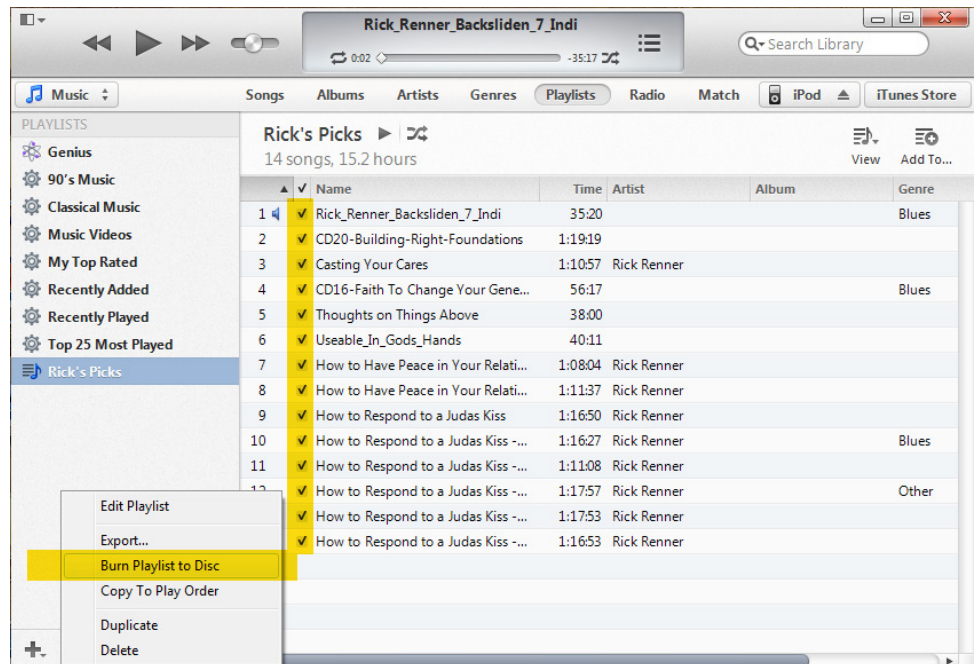 Rick_Renner_Backsliden_7_Indi
0:02 -35:17
Search Library
Music Songs Albums Artists Genres Playlists Radio Match iPod iTunes Store
PLAYLISTS
Genius
90's Music
Classical Music
Music Videos
My Top Rated
Recently Added
Recently Played
Top 25 Most Played
Rick's Picks
Rick's Picks
14 songs, 15.2 hours
View Add To...
Name Time Artist Album Genre
1 Rick_Renner_Backsliden_7_Indi 35:20 Blues
2 CD20-Building-Right-Foundations 1:19:19
3 Casting Your Cares 1:10:57 Rick Renner
4 CD16-Faith To Change Your Gene... 56:17 Blues
5 Thoughts on Things Above 38:00
6 Useable_In_Gods_Hands 40:11
7 How to Have Peace in Your Relati... 1:08:04 Rick Renner
8 How to Have Peace in Your Relati... 1:11:37 Rick Renner
9 How to Respond to a Judas Kiss 1:16:50 Rick Renner
10 How to Respond to a Judas Kiss -... 1:16:27 Rick Renner Blues
11 How to Respond to a Judas Kiss -... 1:11:08 Rick Renner
How to Respond to a Judas Kiss -... 1:17:57 Rick Renner Other
How to Respond to a Judas Kiss -... 1:17:53 Rick Renner
How to Respond to a Judas Kiss -... 1:16:53 Rick Renner
Edit Playlist
Export...
Burn Playlist to Disc
Copy To Play Order
Duplicate
Delete